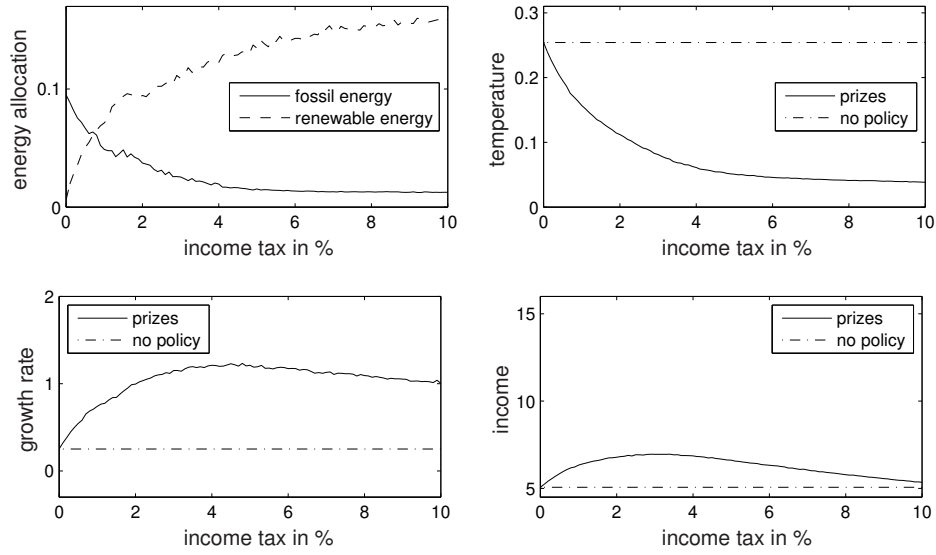 energy allocation
0.1
0
fossil energy
renewable energy
0 2 4 6 8 10
income tax in %
temperature
0.3
0.2
0.1
0
prizes
no policy
0 2 4 6 8 10
income tax in %
growth rate
2
1
0
prizes
no policy
0 2 4 6 8 10
income tax in %
income
15
10
5
prizes
no policy
0 2 4 6 8 10
income tax in %